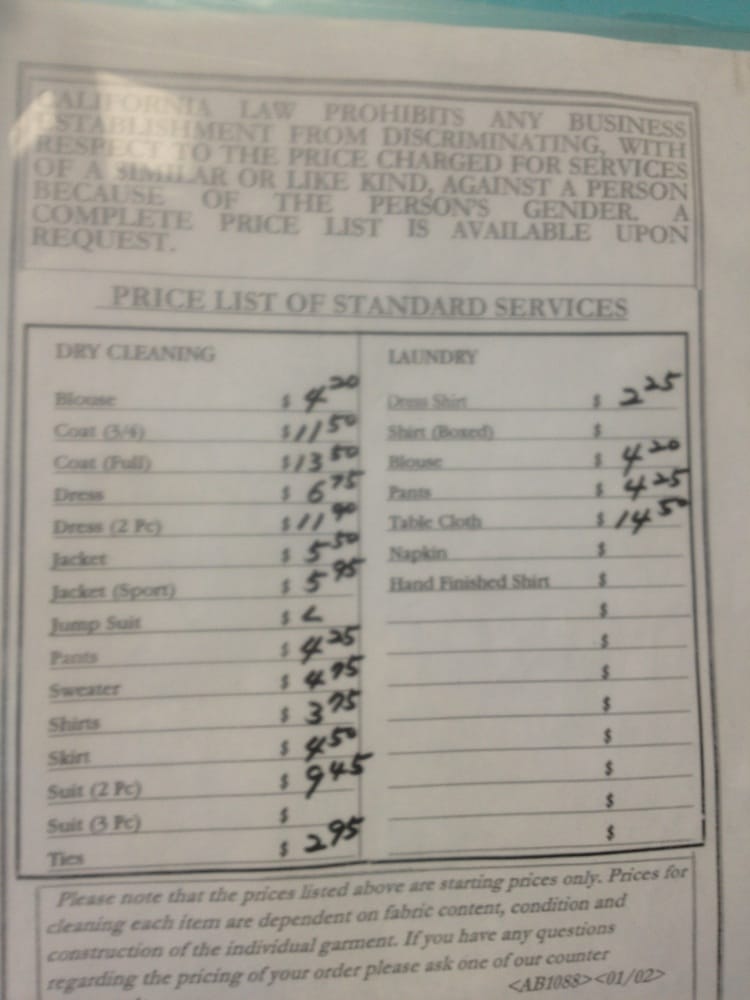 CALIFORNIA LAW PROHIBITS ANY BUSINESS
ESTABLISHMENT FROM DISCRIMINATING, WITH
RESPECT TO THE PRICE CHARGED FOR SERVICES
OF A SIMILAR OR LIKE KIND, AGAINST A PERSON
BECAUSE OF THE PERSON'S GENDER. A
COMPLETE PRICE LIST IS AVAILABLE UPON
REQUEST.
PRICE LIST OF STANDARD SERVICES
DRY CLEANING
Blouse $ 4 20
Coat (3/4) $ 11 50
Coat (Full) $ 13 50
Dress $ 6 75
Dress (2 Pc) $ 11 90
Jacket $ 5 50
Jacket (Sport) $ 5 95
Jump Suit $
Pants $ 4 25
Sweater $ 4 95
Shirts $ 3 75
Skirt $ 4 50
Suit (2 Pc) $ 9 45
Suit (3 Pc) $
Ties $ 2 95
LAUNDRY
Dress Shirt $ 2 25
Shirt (Boxed) $
Blouse $ 4 20
Pants $ 4 25
Table Cloth $ 14 50
Napkin $
Hand Finished Shirt $
$
$
$
$
$
$
$
$
Please note that the prices listed above are starting prices only. Prices for
cleaning each item are dependent on fabric content, condition and
construction of the individual garment. If you have any questions
regarding the pricing of your order please ask one of our counter
<AB1088><01/02>